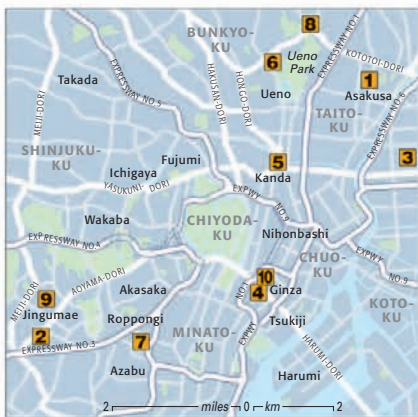 8
BUNKYO-
KU
EXPRESSWAY NO.1
KOTOTOI-DORI
6
Ueno
Park
Takada
EXPRESSWAY NO.5
HAKUSAN-DORI
HONGO-DORI
Ueno
1
Asakusa
MEIJI-DORI
TAITO-
KU
EXPRESSWAY NO.6
SHINJUKU-
KU
Fujumi
5
3
Ichigaya
Kanda
YASUKUNI-DORI
EXPWY
NO.9
Wakaba
CHIYODA-
KU
Nihonbashi
EXPRESSWAY NO.4
CHUO-
KU
EXPWY
NO.9
AOYAMA-DORI
Akasaka
NO.1
10
4
Ginza
KOTO-
KU
9
MEIJI-DORI
Jingumae
Roppongi
Tsukiji
2
7
MINATO-
KU
EXPWY
HARUMI-DORI
EXPRESSWAY NO.3
Azabu
Harumi
2
miles
0
km
2